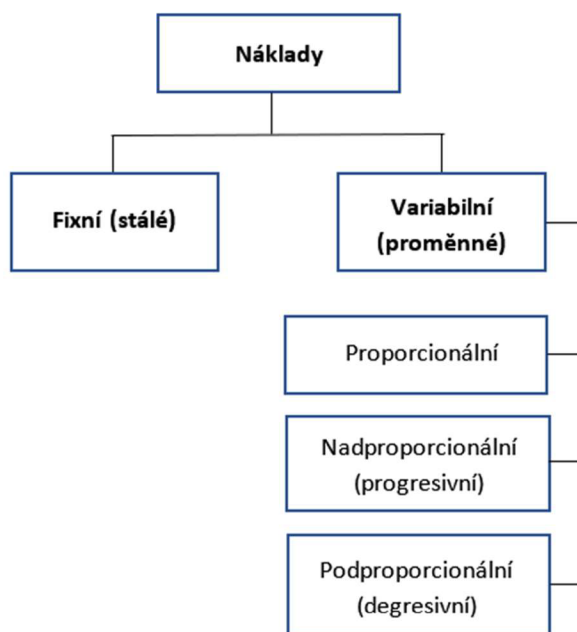 Náklady
Fixní (stálé)
Variabilní
(proměnné)
Proporcionální
Nadproporcionální
(progresivní)
Podproporcionální
(degresivní)